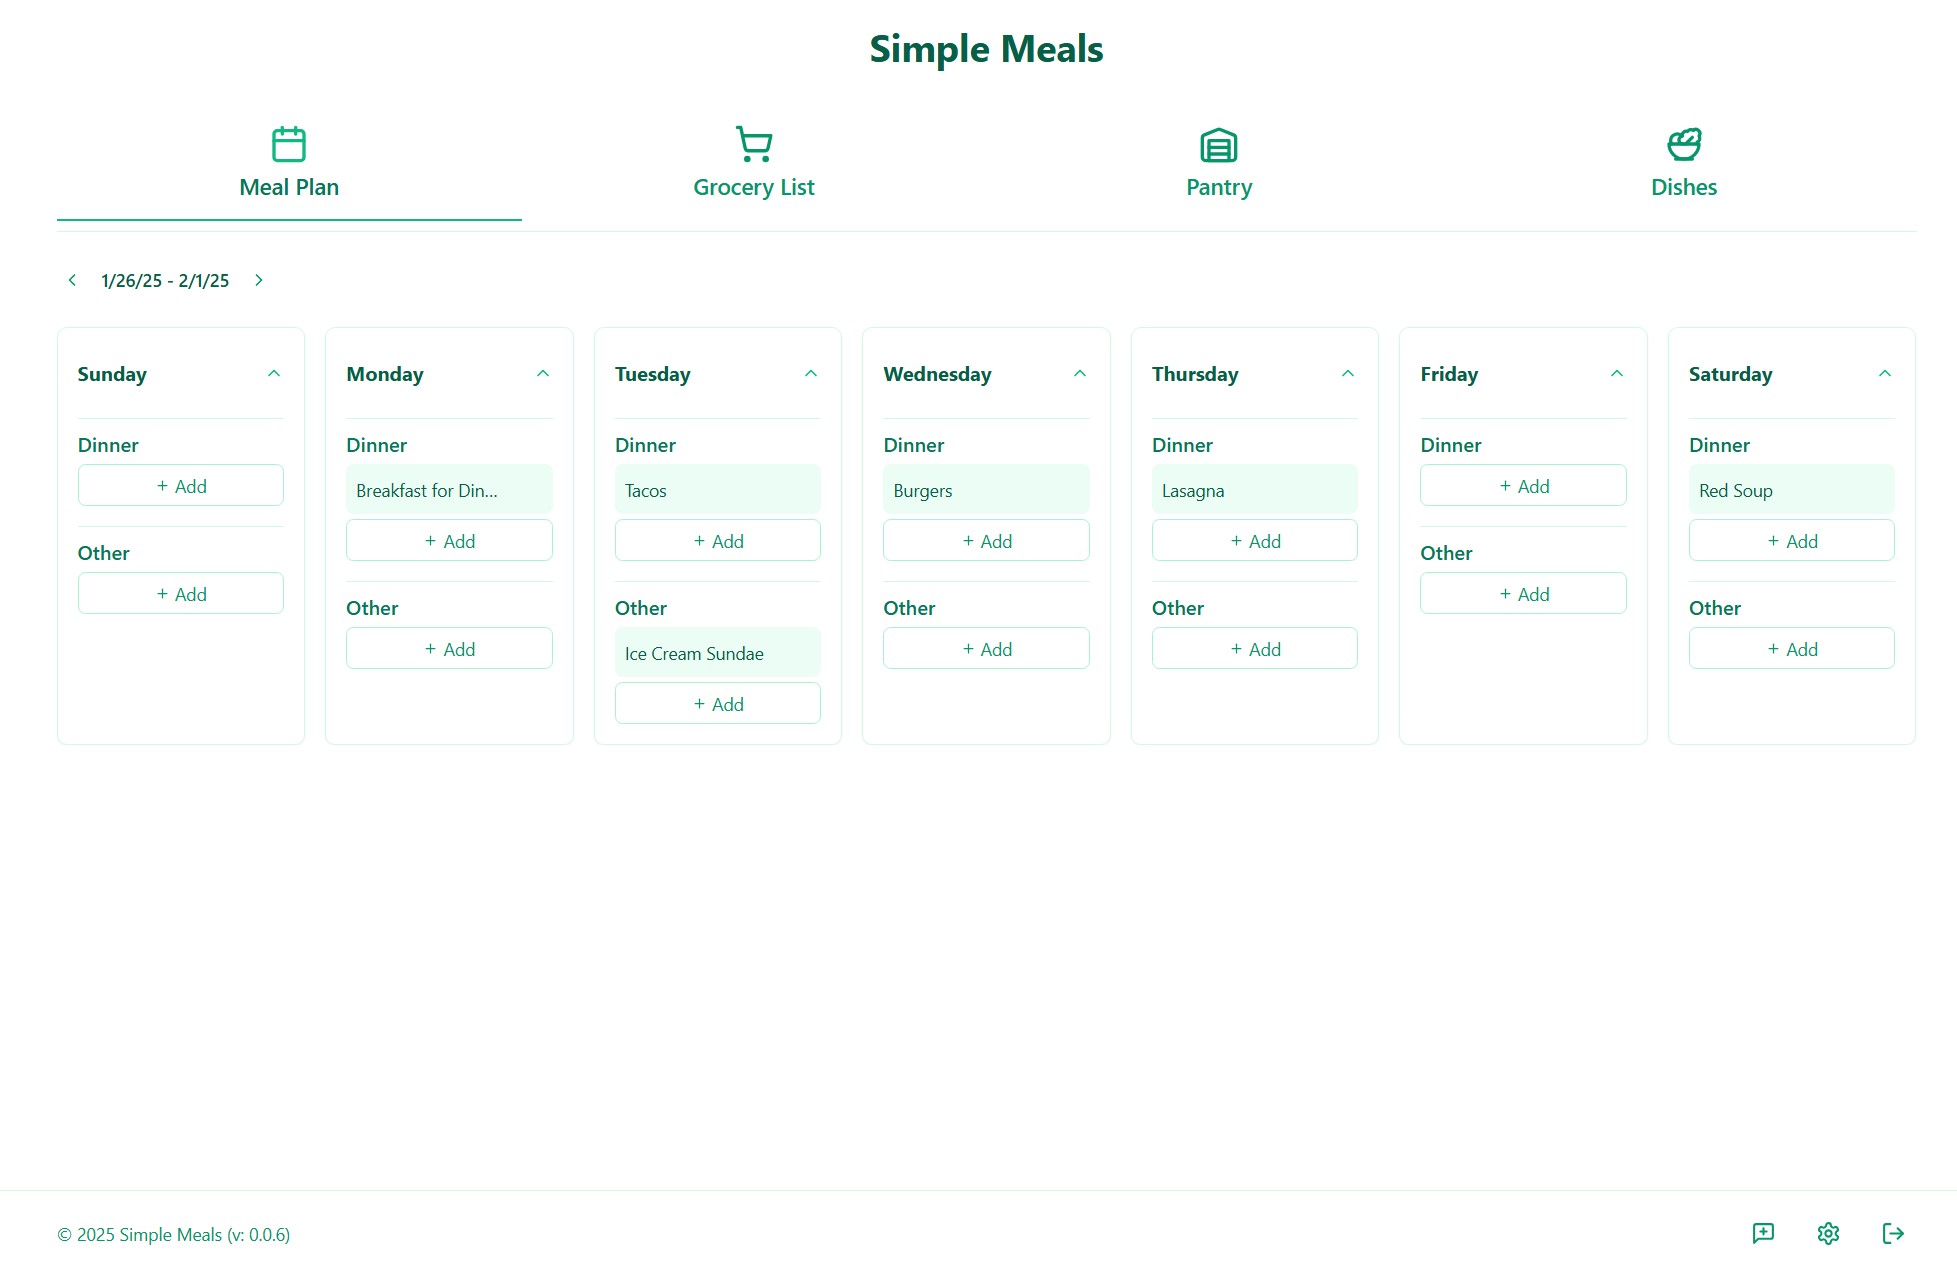 Simple Meals
Meal Plan
Grocery List
Pantry
Dishes
1/26/25 - 2/1/25
Sunday
Dinner
+ Add
Other
+ Add
Monday
Dinner
Breakfast for Din...
+ Add
Other
+ Add
Tuesday
Dinner
Tacos
+ Add
Other
Ice Cream Sundae
+ Add
Wednesday
Dinner
Burgers
+ Add
Other
+ Add
Thursday
Dinner
Lasagna
+ Add
Other
+ Add
Friday
Dinner
+ Add
Other
+ Add
Saturday
Dinner
Red Soup
+ Add
Other
+ Add
© 2025 Simple Meals (v: 0.0.6)